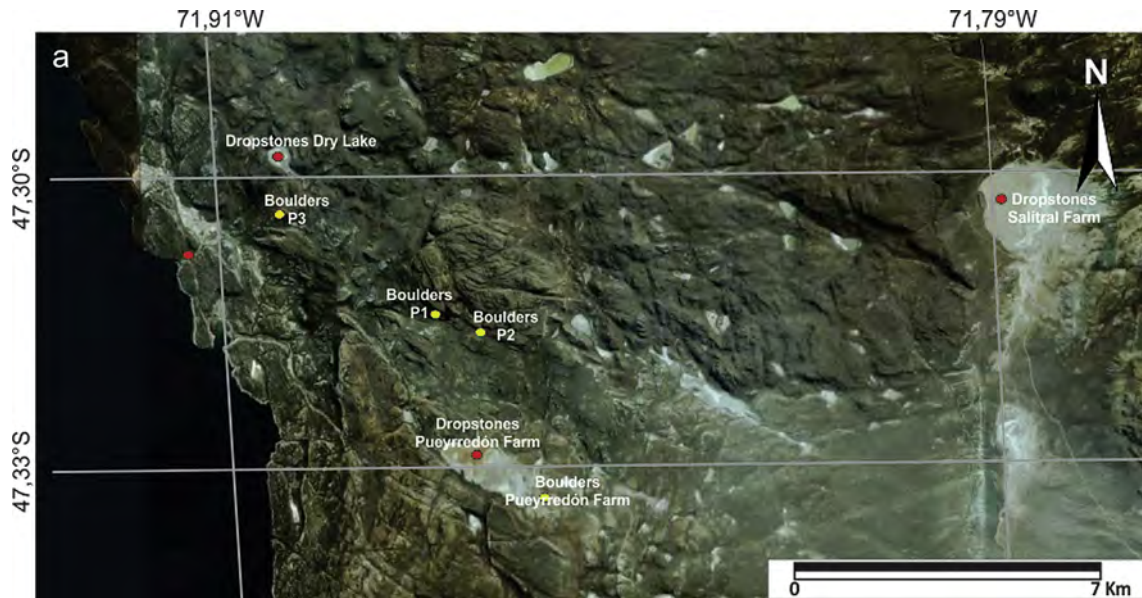 71,91°W
71,79°W
a
N
Dropstones Dry Lake
47,30°S
Boulders
P3
Dropstones
Salitral Farm
Boulders
P1
Boulders
P2
Dropstones
Pueyrredón Farm
47,33°S
Boulders
Pueyrredón Farm
0
7 Km